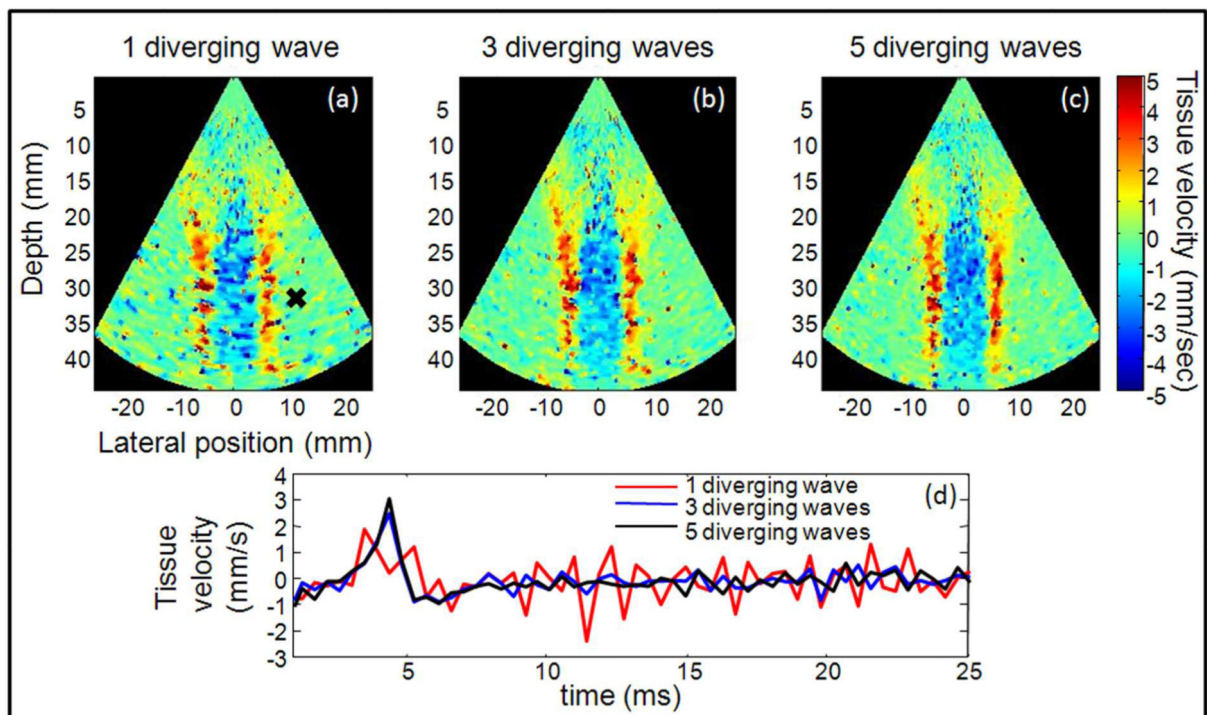 1 diverging wave
3 diverging waves
5 diverging waves
(a)
(b)
(c)
Depth (mm)
5
10
15
20
25
30
35
40
5
10
15
20
25
30
35
40
5
10
15
20
25
30
35
40
-20 -10 0 10 20
-20 -10 0 10 20
-20 -10 0 10 20
Lateral position (mm)
5
4
3
2
1
0
-1
-2
-3
-4
-5
Tissue velocity (mm/sec)
(d)
1 diverging wave
3 diverging waves
5 diverging waves
Tissue
velocity
(mm/s)
4
3
2
1
0
-1
-2
-3
5 10 15 20 25
time (ms)